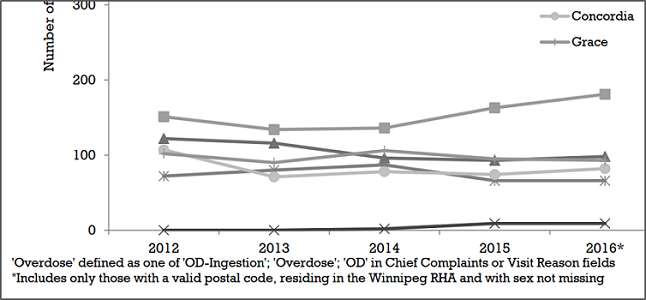 300
200
100
0
Number of
Concordia
Grace
2012 2013 2014 2015 2016*
'Overdose' defined as one of 'OD-Ingestion'; 'Overdose'; 'OD' in Chief Complaints or Visit Reason fields
*Includes only those with a valid postal code, residing in the Winnipeg RHA and with sex not missing